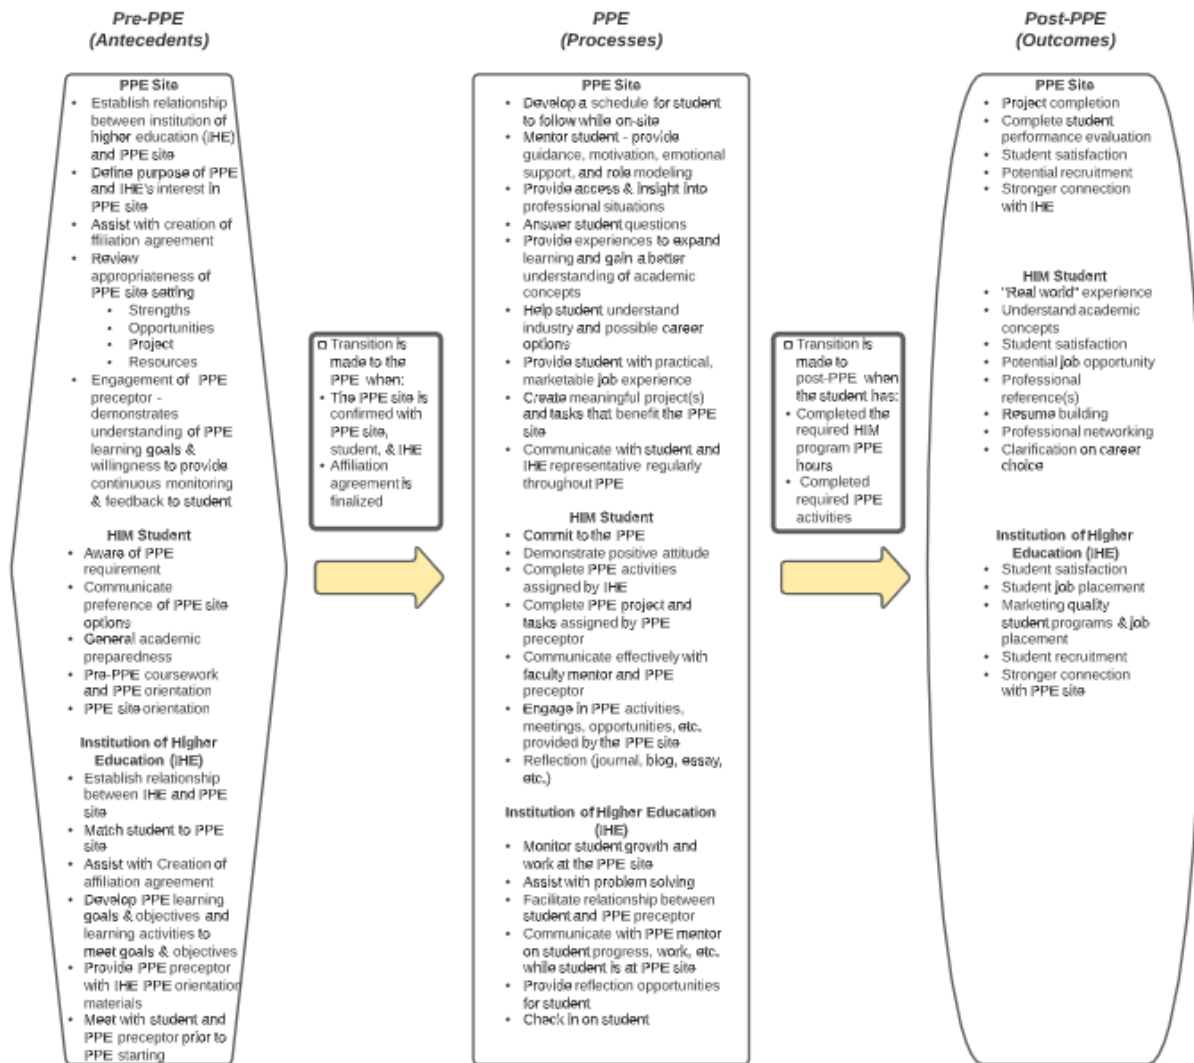 Pre-PPE
(Antecedents)
PPE Site
• Establish relationship
between institution of
higher education (IHE)
and PPE site
• Define purpose of PPE
and IHE's interest in
PPE site
• Assist with creation of
ffiliation agreement
• Review
appropriateness of
PPE site setting
• Strengths
• Opportunities
• Project
• Resources
• Engagement of PPE
preceptor -
demonstrates
understanding of PPE
learning goals &
willingness to provide
continuous monitoring
& feedback to student
HIM Student
• Aware of PPE
requirement
• Communicate
preference of PPE site
options
• General academic
preparedness
• Pre-PPE coursework
and PPE orientation
• PPE site orientation
Institution of Higher
Education (IHE)
• Establish relationship
between IHE and PPE
site
• Match student to PPE
site
• Assist with Creation of
affiliation agreement
• Develop PPE learning
goals & objectives and
learning activities to
meet goals & objectives
• Provide PPE preceptor
with IHE PPE orientation
materials
• Meet with student and
PPE preceptor prior to
PPE starting
Transition is
made to the
PPE when:
• The PPE site is
confirmed with
PPE site,
student, & IHE
• Affiliation
agreement is
finalized
PPE
(Processes)
PPE Site
• Develop a schedule for student
to follow while on-site
• Mentor student - provide
guidance, motivation, emotional
support, and role modeling
• Provide access & insight into
professional situations
• Answer student questions
• Provide experiences to expand
learning and gain a better
understanding of academic
concepts
• Help student understand
industry and possible career
options
• Provide student with practical,
marketable job experience
• Create meaningful project(s)
and tasks that benefit the PPE
site
• Communicate with student and
IHE representative regularly
throughout PPE
HIM Student
• Commit to the PPE
• Demonstrate positive attitude
• Complete PPE activities
assigned by IHE
• Complete PPE project and
tasks assigned by PPE
preceptor
• Communicate effectively with
faculty mentor and PPE
preceptor
• Engage in PPE activities,
meetings, opportunities, etc.
provided by the PPE site
• Reflection (journal, blog, essay,
etc.)
Institution of Higher Education
(IHE)
• Monitor student growth and
work at the PPE site
• Assist with problem solving
• Facilitate relationship between
student and PPE preceptor
• Communicate with PPE mentor
on student progress, work, etc.
while student is at PPE site
• Provide reflection opportunities
for student
• Check in on student
Transition is
made to
post-PPE when
the student has:
• Completed the
required HIM
program PPE
hours
• Completed
required PPE
activities
Post-PPE
(Outcomes)
PPE Site
• Project completion
• Complete student
performance evaluation
• Student satisfaction
• Potential recruitment
• Stronger connection
with IHE
HIM Student
• "Real world" experience
• Understand academic
concepts
• Student satisfaction
• Potential job opportunity
• Professional
reference(s)
• Resume building
• Professional networking
• Clarification on career
choice
Institution of Higher
Education (IHE)
• Student satisfaction
• Student job placement
• Marketing quality
student programs & job
placement
• Student recruitment
• Stronger connection
with PPE site